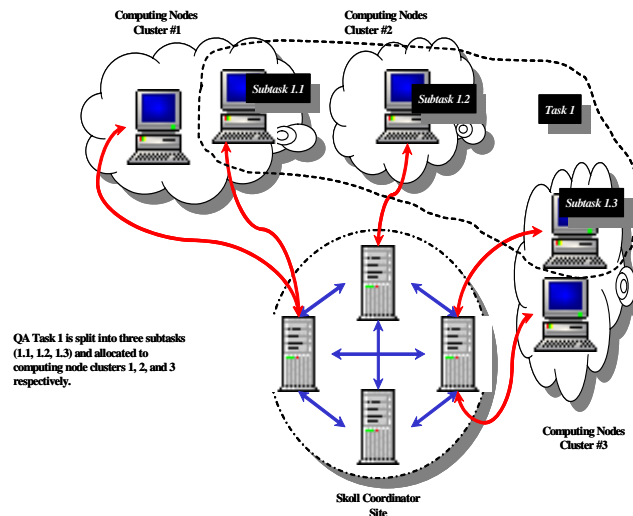 Computing Nodes
Cluster #1
Computing Nodes
Cluster #2
Subtask 1.1
Subtask 1.2
Task 1
Subtask 1.3
QA Task 1 is split into three subtasks
(1.1, 1.2, 1.3) and allocated to
computing node clusters 1, 2, and 3
respectively.
Computing Nodes
Cluster #3
Skoll Coordinator
Site